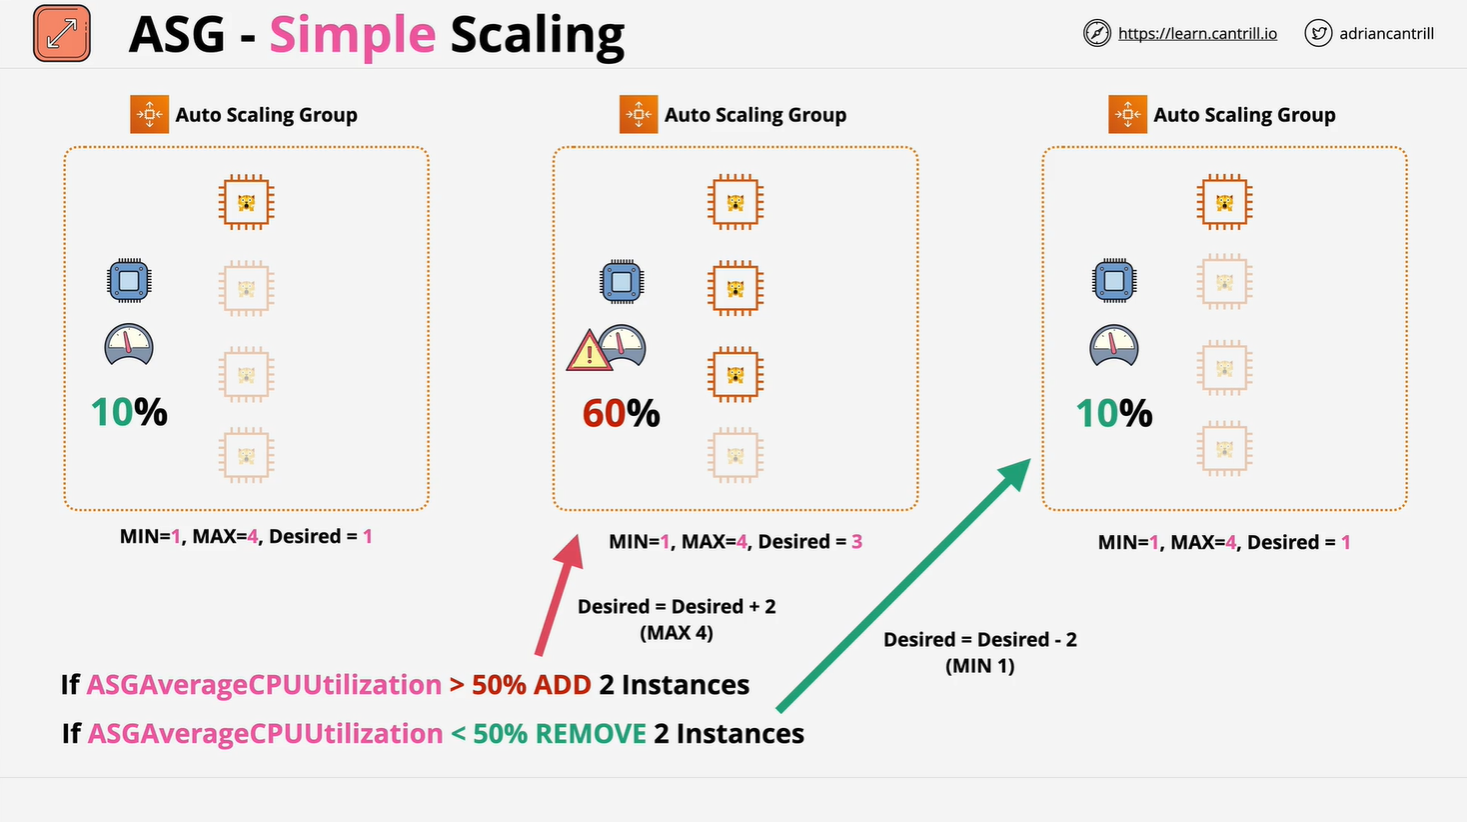 ASG - Simple Scaling
https://learn.cantrill.io
adriancantrill
Auto Scaling Group
Auto Scaling Group
Auto Scaling Group
10%
60%
10%
MIN=1, MAX=4, Desired = 1
MIN=1, MAX=4, Desired = 3
MIN=1, MAX=4, Desired = 1
Desired = Desired + 2
(MAX 4)
Desired = Desired - 2
(MIN 1)
If ASGAverageCPUUtilization > 50% ADD 2 Instances
If ASGAverageCPUUtilization < 50% REMOVE 2 Instances